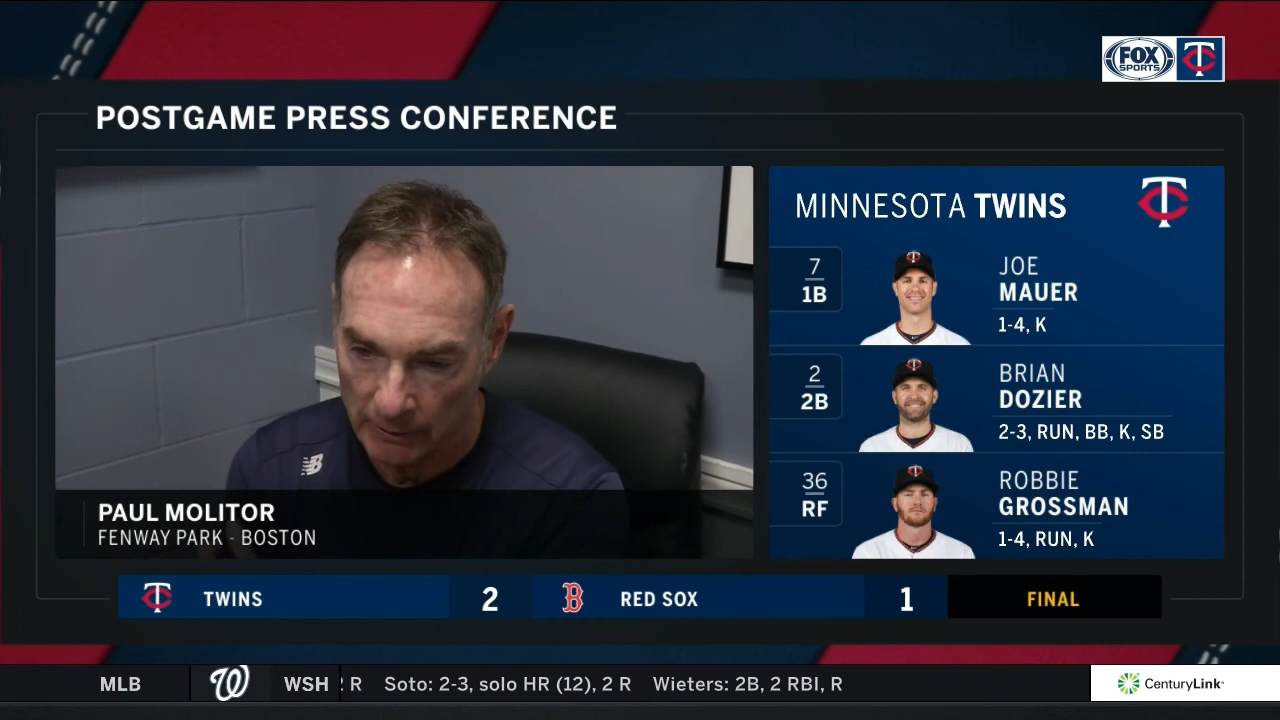 FOX
SPORTS
POSTGAME PRESS CONFERENCE
MINNESOTA TWINS
7
1B
JOE
MAUER
1-4, K
2
2B
BRIAN
DOZIER
2-3, RUN, BB, K, SB
36
RF
ROBBIE
GROSSMAN
1-4, RUN, K
PAUL MOLITOR
FENWAY PARK - BOSTON
TWINS 2 RED SOX 1 FINAL
MLB WSH R Soto: 2-3, solo HR (12), 2 R Wieters: 2B, 2 RBI, R CenturyLink